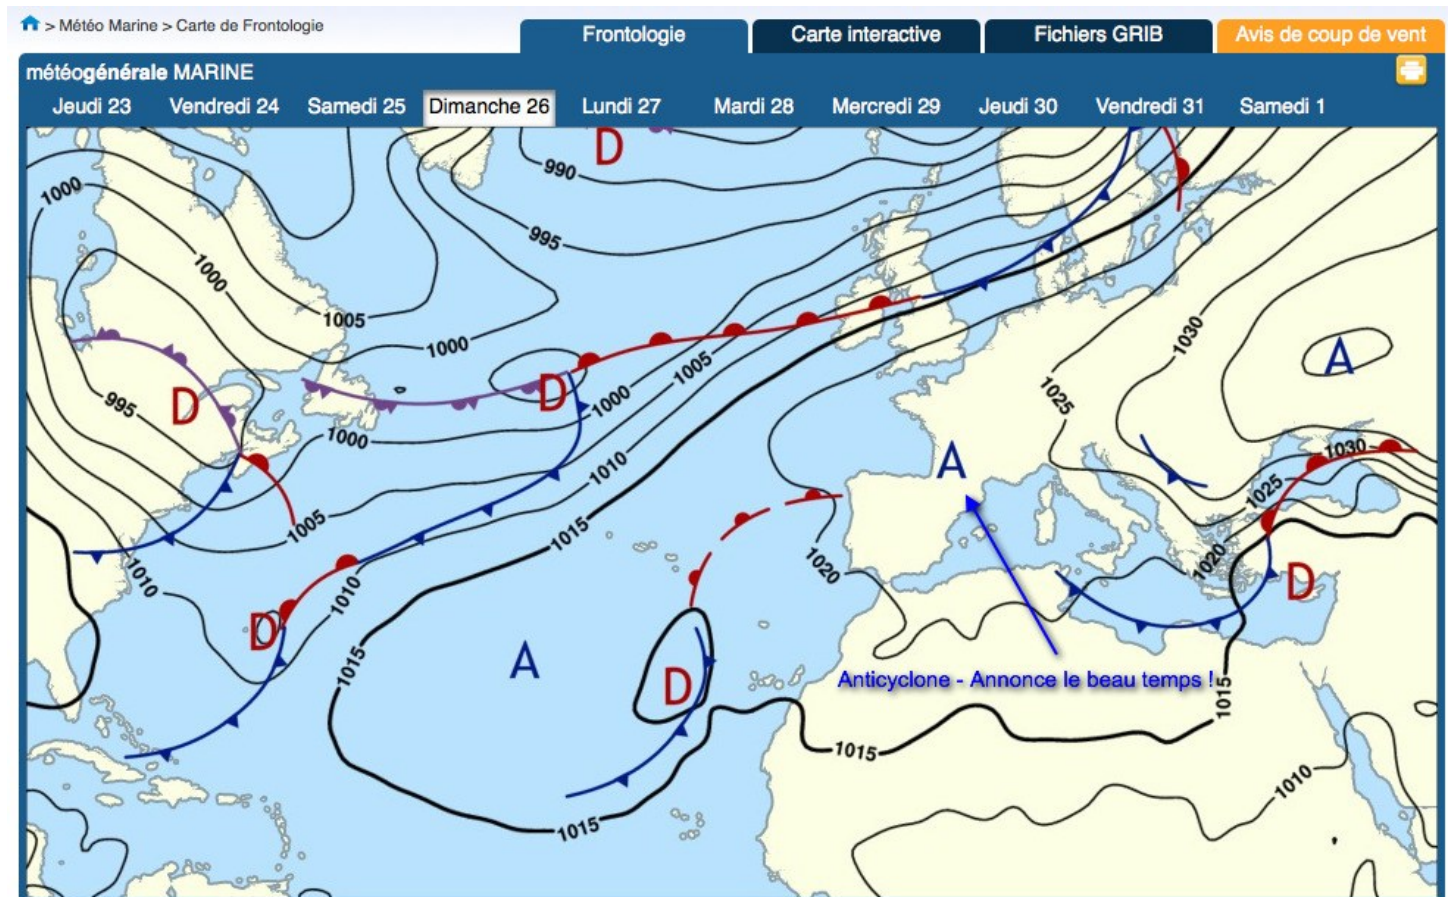 > Météo Marine > Carte de Frontologie
Frontologie
Carte interactive
Fichiers GRIB
Avis de coup de vent
météogénérale MARINE
Jeudi 23
Vendredi 24
Samedi 25
Dimanche 26
Lundi 27
Mardi 28
Mercredi 29
Jeudi 30
Vendredi 31
Samedi 1
D
990
1000
995
1000
1005
1000
1030
A
1005
1025
995
D
D
1000
1000
1010
A
1030
1025
1005
1015
1020
1020
1010
1010
D
D
1015
A
D
Anticyclone - Annonce le beau temps !
1015
1015
1010
1015